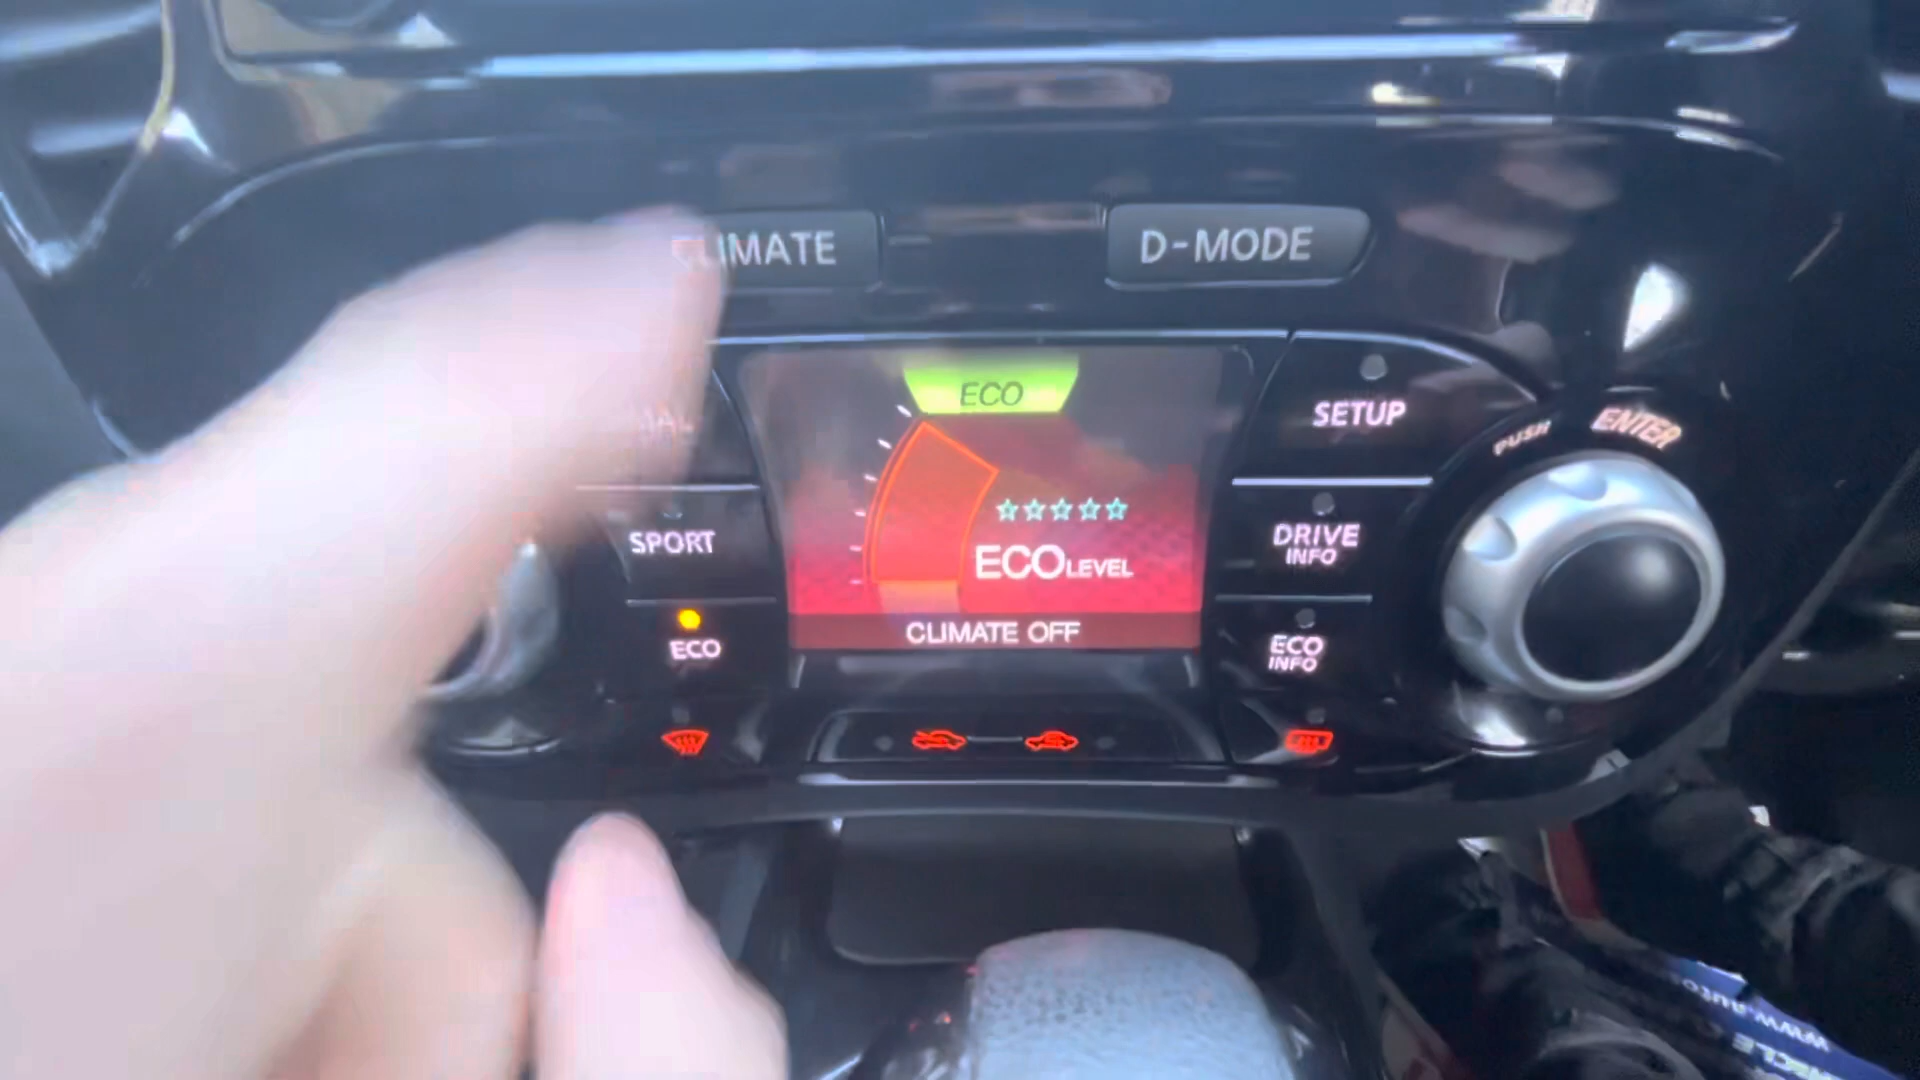 CLIMATE
D-MODE
ECO
SETUP
PUSH
ENTER
SPORT
DRIVE
INFO
ECO LEVEL
ECO
CLIMATE OFF
ECO
INFO